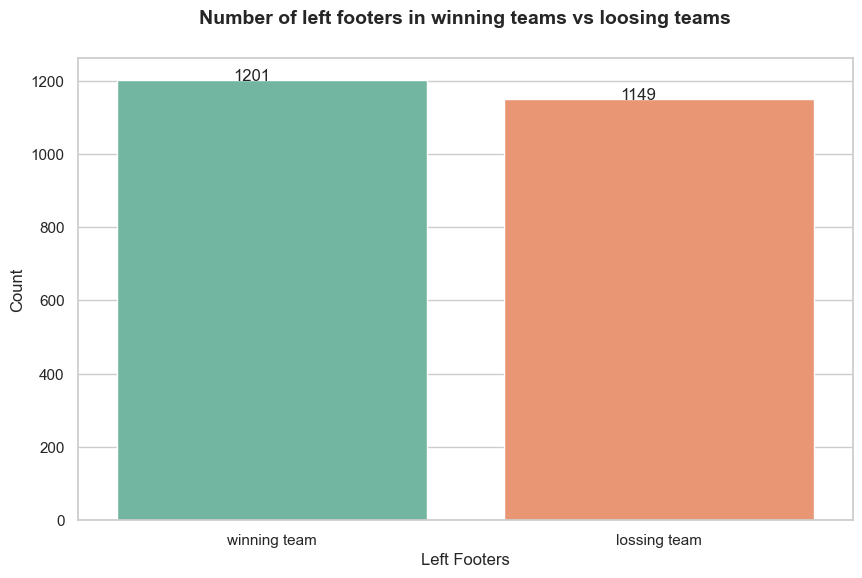 Number of left footers in winning teams vs loosing teams
1201
1149
1200
1000
800
600
400
200
0
Count
winning team
lossing team
Left Footers